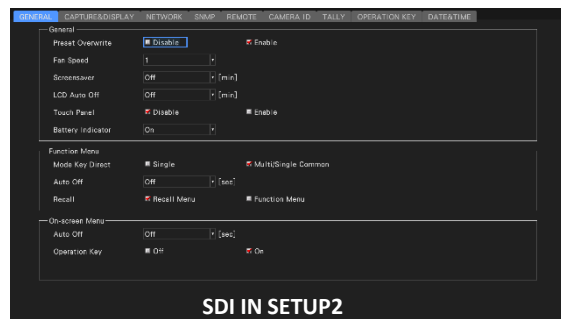 GENERAL CAPTURE&DISPLAY NETWORK SNMP REMOTE CAMERA ID TALLY OPERATION KEY DATE&TIME
General
Preset Overwrite Disable Enable
Fan Speed 1
Screensaver Off [min]
LCD Auto Off Off [min]
Touch Panel Disable Enable
Battery Indicator On
Function Menu
Mode Key Direct Single Multi/Single Common
Auto Off Off [sec]
Recall Recall Menu Function Menu
On-screen Menu
Auto Off Off [sec]
Operation Key Off On
SDI IN SETUP2